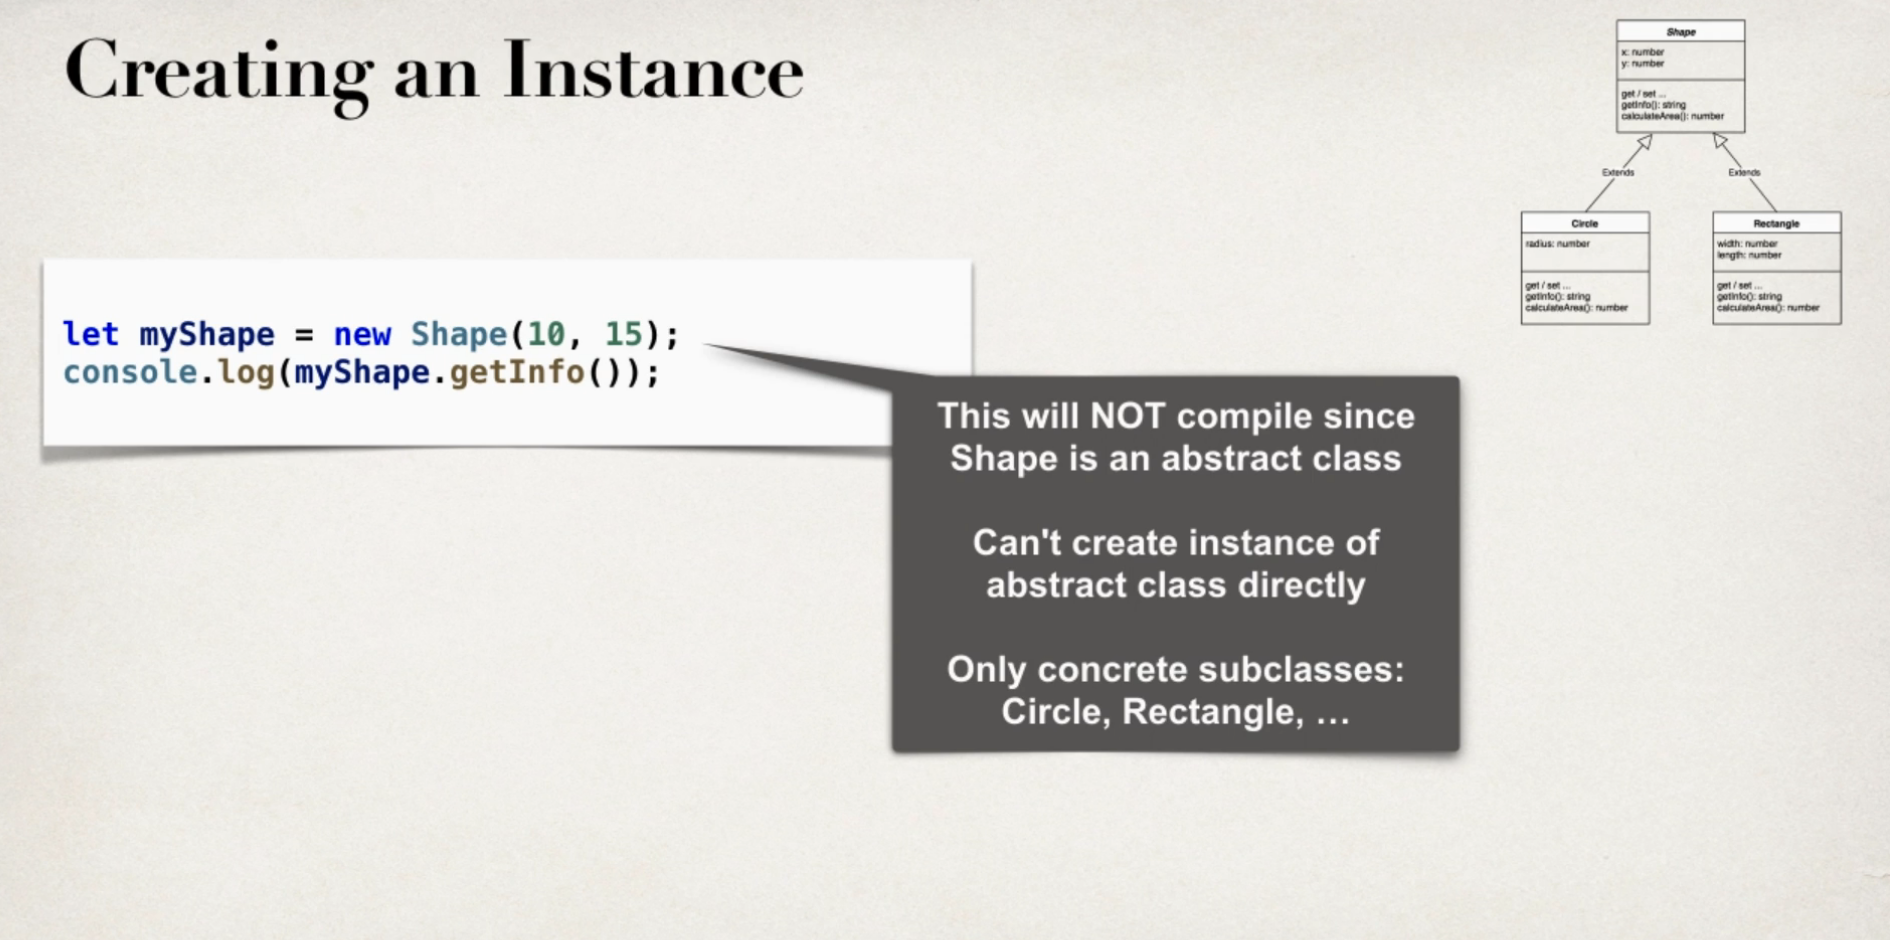 Creating an Instance
Shape
x: number
y: number
get / set ...
getInfo(): string
calculateArea(): number
Extends
Extends
Circle
radius: number
get / set ...
getInfo(): string
calculateArea(): number
Rectangle
width: number
length: number
get / set ...
getInfo(): string
calculateArea(): number
let myShape = new Shape(10, 15);
console.log(myShape.getInfo());
This will NOT compile since
Shape is an abstract class
Can't create instance of
abstract class directly
Only concrete subclasses:
Circle, Rectangle, …